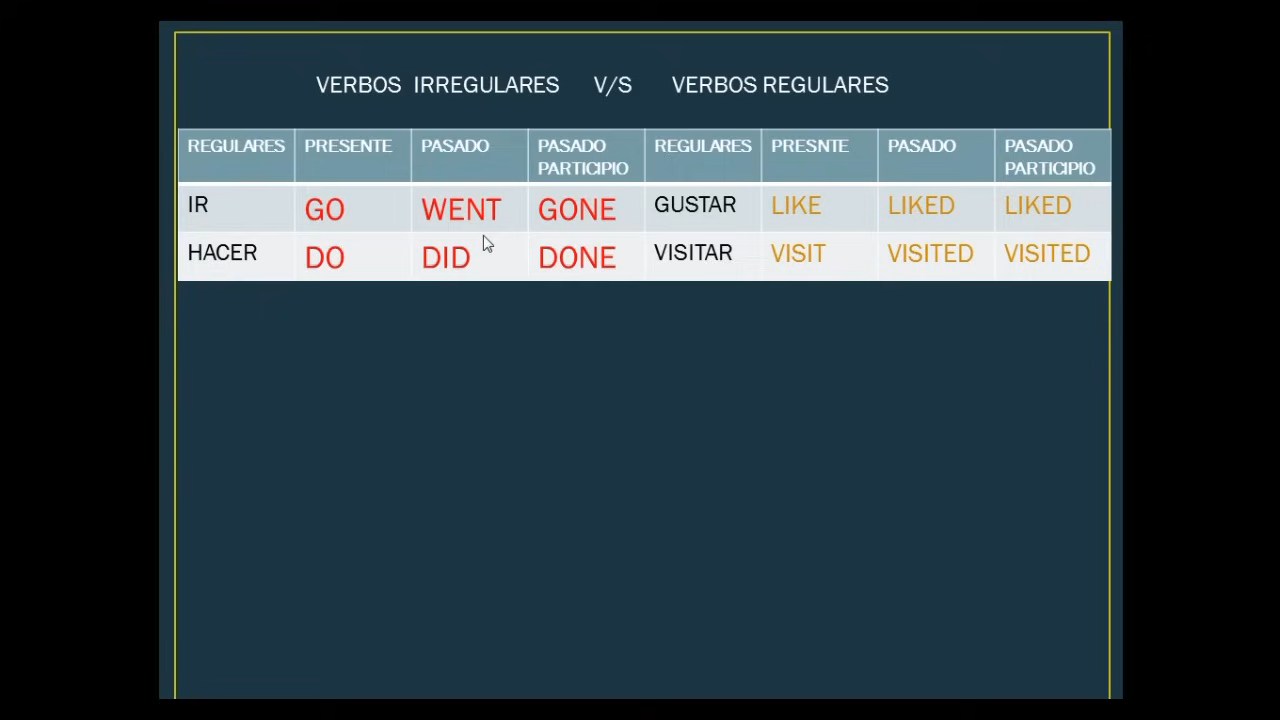 VERBOS IRREGULARES V/S VERBOS REGULARES
REGULARES PRESENTE PASADO PASADO PARTICIPIO REGULARES PRESNTE PASADO PASADO PARTICIPIO
IR GO WENT GONE GUSTAR LIKE LIKED LIKED
HACER DO DID DONE VISITAR VISIT VISITED VISITED